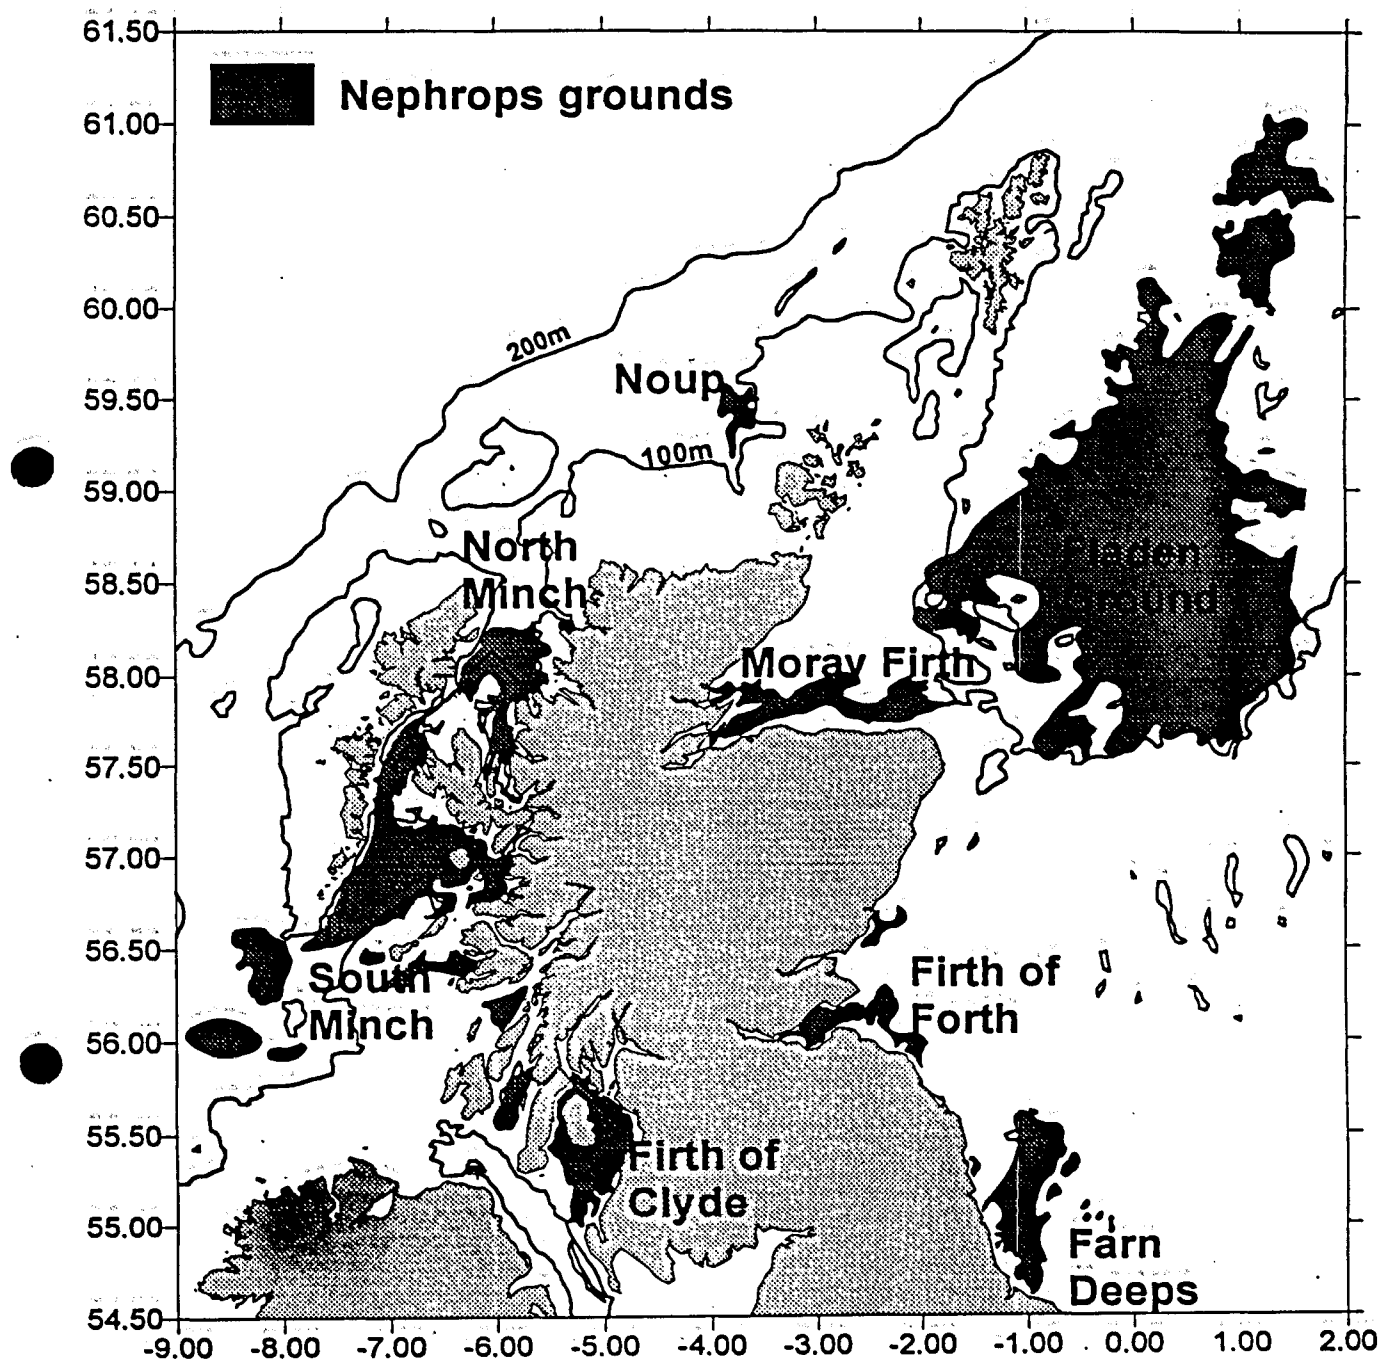 61.50
Nephrops grounds
61.00
60.50
60.00
200m
Noup
59.50
100m
59.00
North
Minch
Fladen
Ground
58.50
Moray Firth
58.00
57.50
57.00
56.50
South
Minch
Firth of
Forth
56.00
55.50
Firth of
Clyde
55.00
Farn
Deeps
54.50
-9.00 -8.00 -7.00 -6.00 -5.00 -4.00 -3.00 -2.00 -1.00 0.00 1.00 2.00